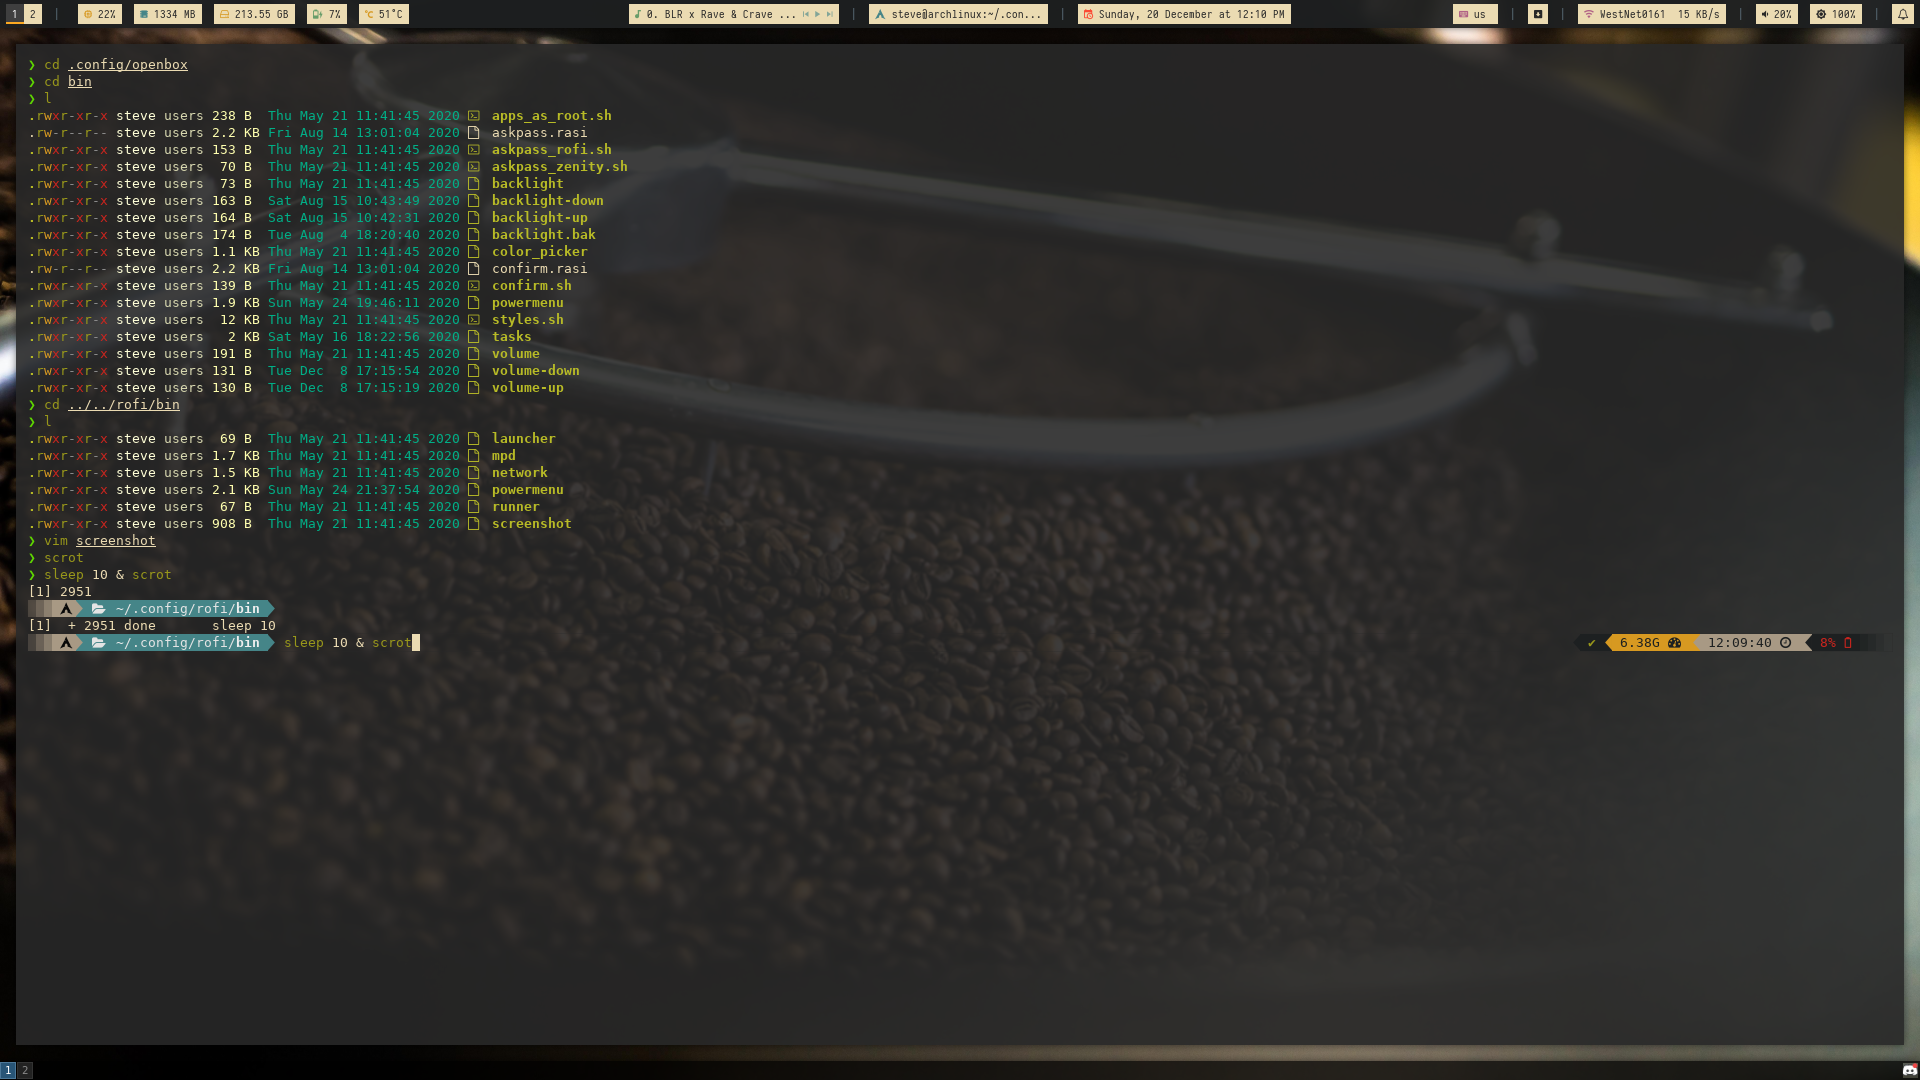 1 2 | 22% 1334 MB 213.55 GB 7% 51°C 0. BLR x Rave & Crave ... | steve@archlinux:~/.con... | Sunday, 20 December at 12:10 PM us | | WestNet0161 15 KB/s | 20% 100% |
❯ cd .config/openbox
❯ cd bin
❯ l
.rwxr-xr-x steve users 238 B Thu May 21 11:41:45 2020 apps_as_root.sh
.rw-r--r-- steve users 2.2 KB Fri Aug 14 13:01:04 2020 askpass.rasi
.rwxr-xr-x steve users 153 B Thu May 21 11:41:45 2020 askpass_rofi.sh
.rwxr-xr-x steve users 70 B Thu May 21 11:41:45 2020 askpass_zenity.sh
.rwxr-xr-x steve users 73 B Thu May 21 11:41:45 2020 backlight
.rwxr-xr-x steve users 163 B Sat Aug 15 10:43:49 2020 backlight-down
.rwxr-xr-x steve users 164 B Sat Aug 15 10:42:31 2020 backlight-up
.rwxr-xr-x steve users 174 B Tue Aug 4 18:20:40 2020 backlight.bak
.rwxr-xr-x steve users 1.1 KB Thu May 21 11:41:45 2020 color_picker
.rw-r--r-- steve users 2.2 KB Fri Aug 14 13:01:04 2020 confirm.rasi
.rwxr-xr-x steve users 139 B Thu May 21 11:41:45 2020 confirm.sh
.rwxr-xr-x steve users 1.9 KB Sun May 24 19:46:11 2020 powermenu
.rwxr-xr-x steve users 12 KB Thu May 21 11:41:45 2020 styles.sh
.rwxr-xr-x steve users 2 KB Sat May 16 18:22:56 2020 tasks
.rwxr-xr-x steve users 191 B Thu May 21 11:41:45 2020 volume
.rwxr-xr-x steve users 131 B Tue Dec 8 17:15:54 2020 volume-down
.rwxr-xr-x steve users 130 B Tue Dec 8 17:15:19 2020 volume-up
❯ cd ../../rofi/bin
❯ l
.rwxr-xr-x steve users 69 B Thu May 21 11:41:45 2020 launcher
.rwxr-xr-x steve users 1.7 KB Thu May 21 11:41:45 2020 mpd
.rwxr-xr-x steve users 1.5 KB Thu May 21 11:41:45 2020 network
.rwxr-xr-x steve users 2.1 KB Sun May 24 21:37:54 2020 powermenu
.rwxr-xr-x steve users 67 B Thu May 21 11:41:45 2020 runner
.rwxr-xr-x steve users 908 B Thu May 21 11:41:45 2020 screenshot
❯ vim screenshot
❯ scrot
❯ sleep 10 & scrot
[1] 2951
~/.config/rofi/bin
[1] + 2951 done sleep 10
~/.config/rofi/bin sleep 10 & scrot ✔ 6.38G 12:09:40 8%
1 2